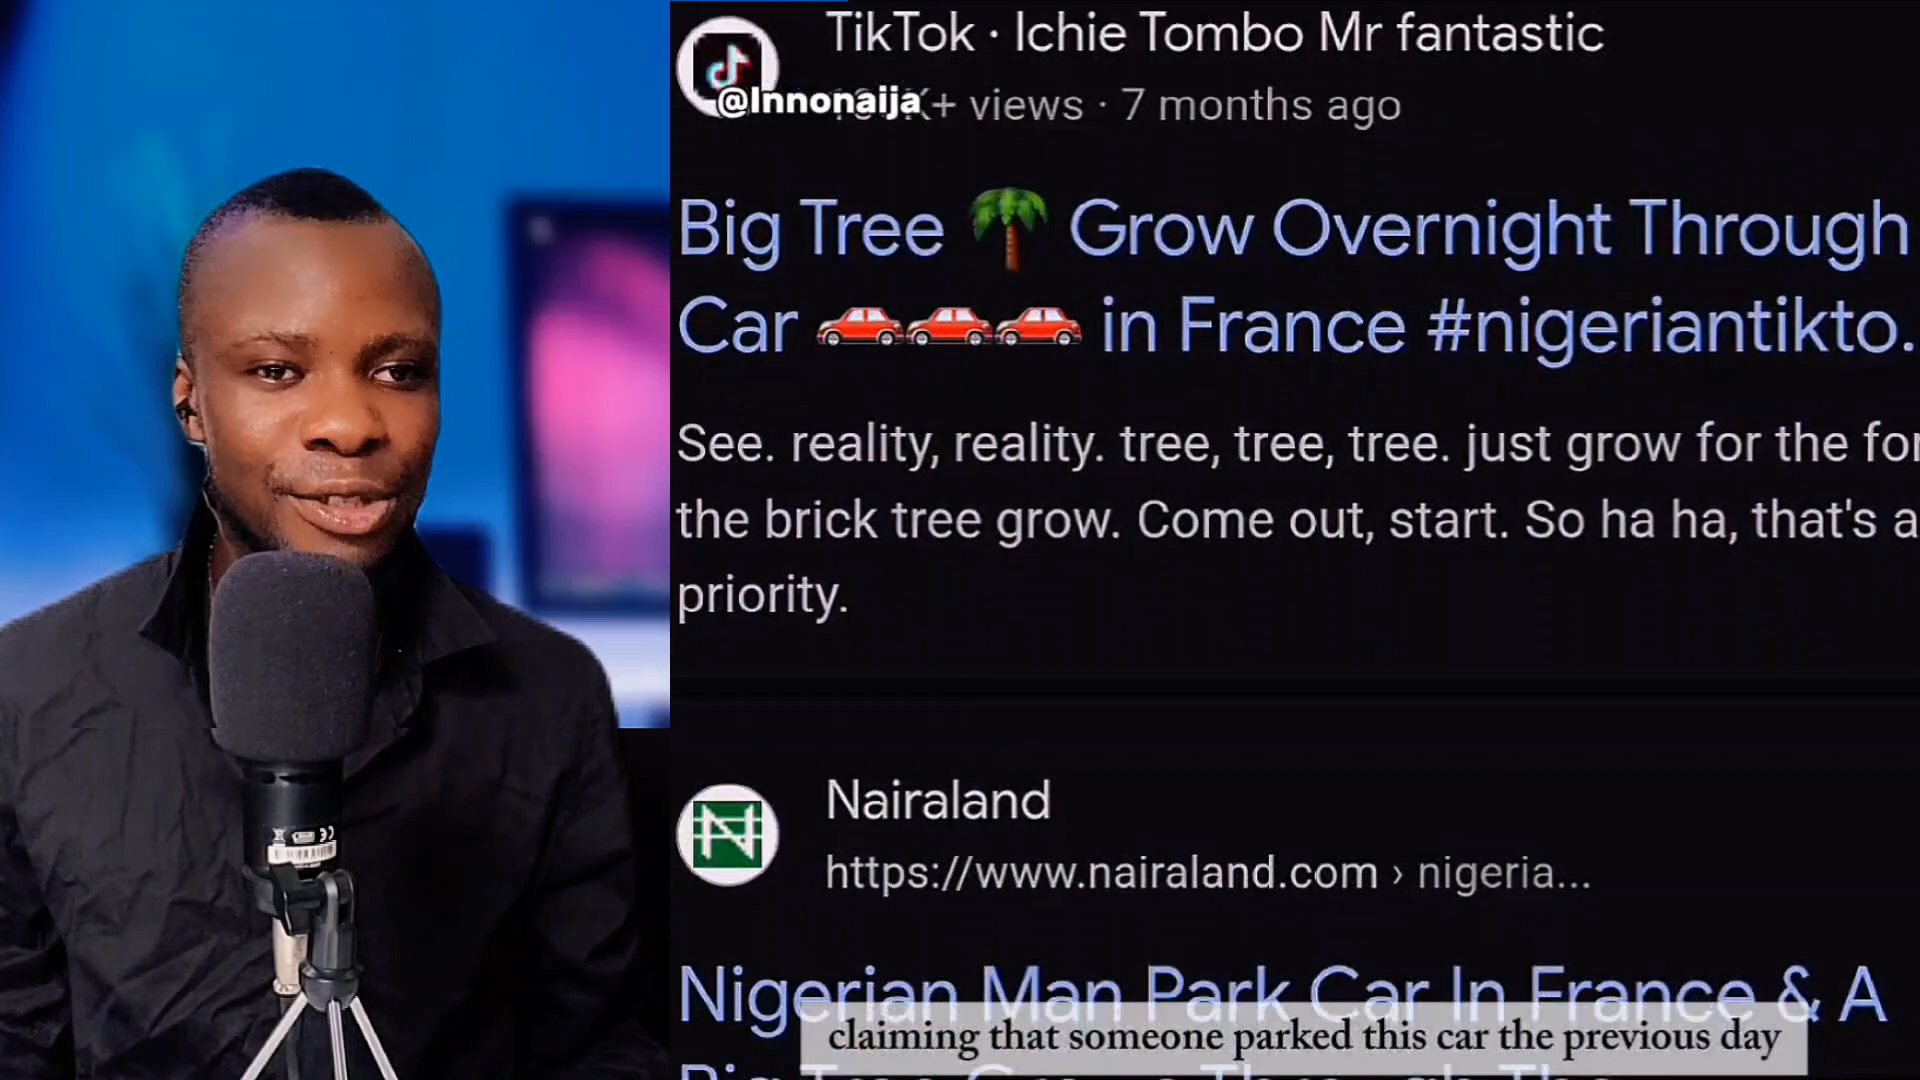 TikTok · Ichie Tombo Mr fantastic
@Innonaija
K+ views · 7 months ago
Big Tree 🌴 Grow Overnight Through
Car 🚗🚗🚗 in France #nigeriantikto.
See. reality, reality. tree, tree, tree. just grow for the for
the brick tree grow. Come out, start. So ha ha, that's a
priority.
Nairaland
https://www.nairaland.com › nigeria...
Nigerian Man Park Car In France & A
claiming that someone parked this car the previous day